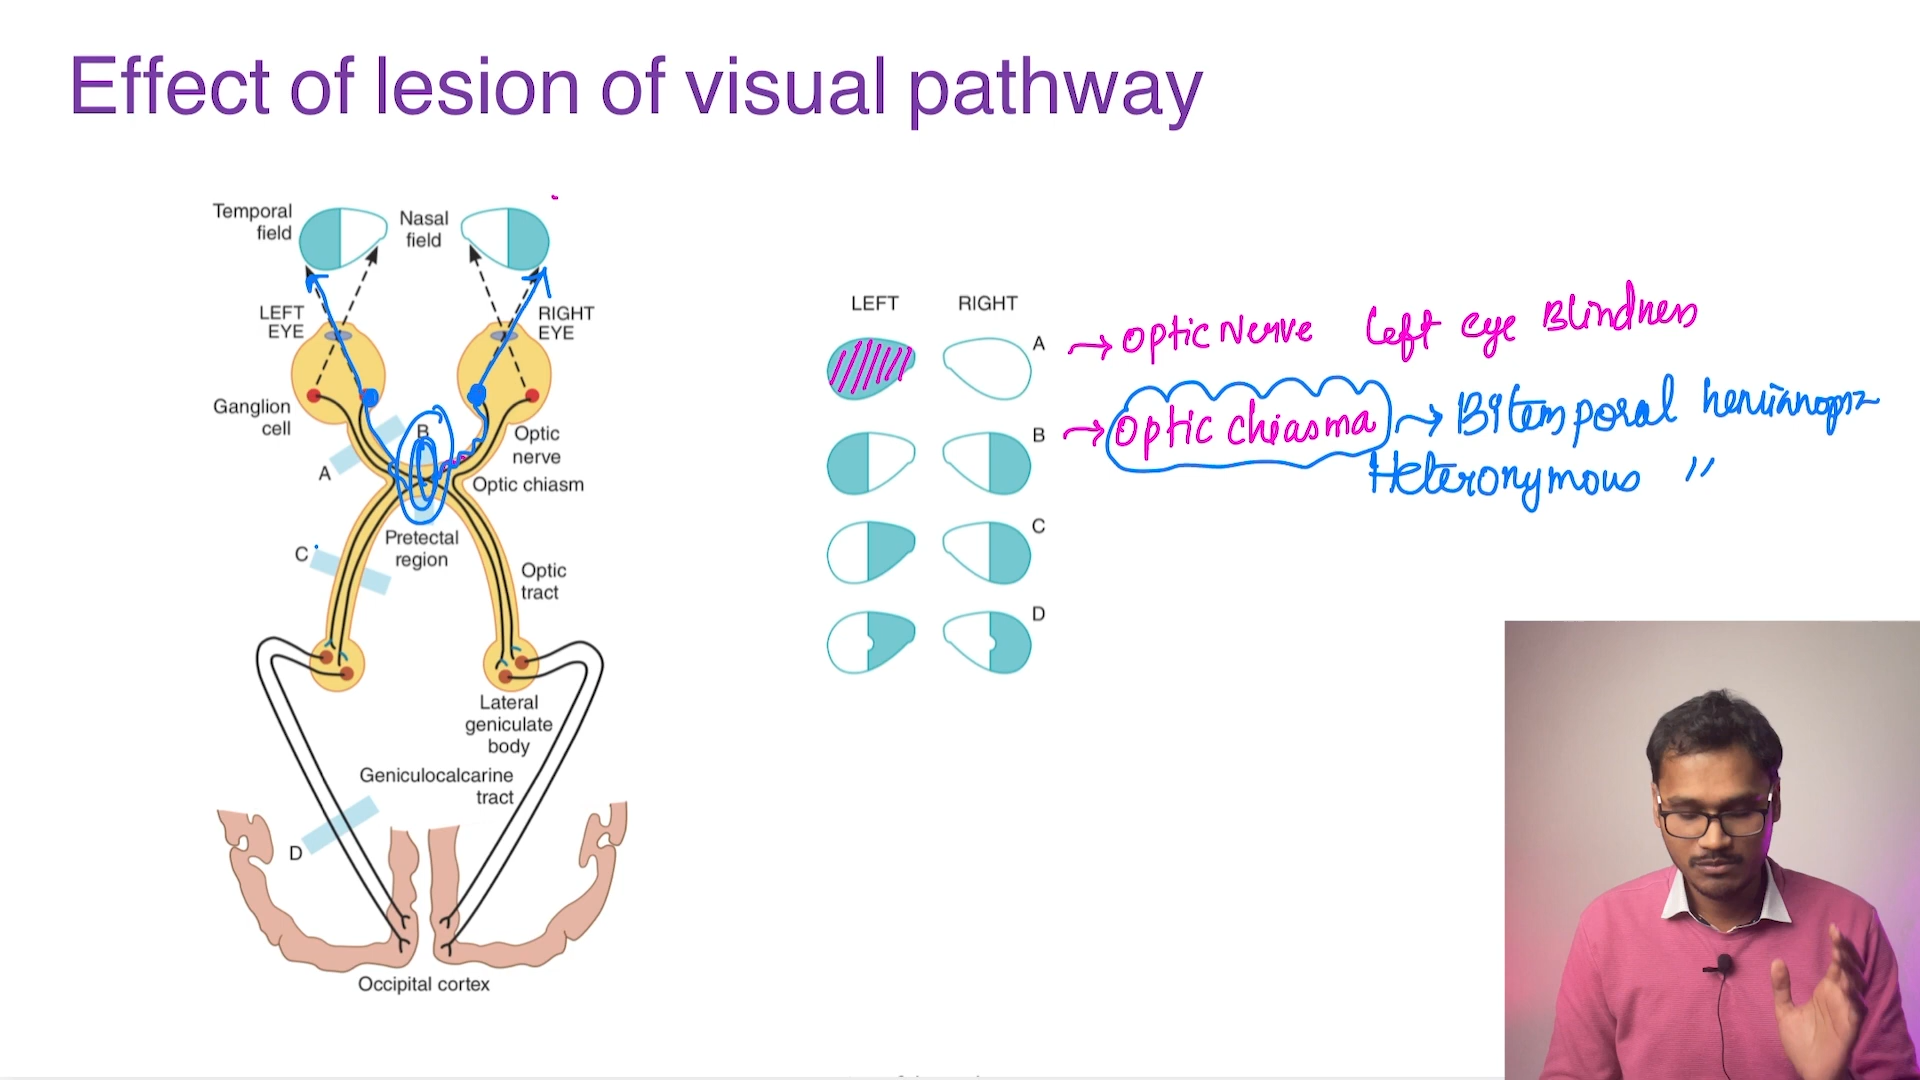 Effect of lesion of visual pathway
Temporal
field
Nasal
field
LEFT
EYE
RIGHT
EYE
Ganglion
cell
B
Optic
nerve
A
Optic chiasm
Pretectal
region
C
Optic
tract
Lateral
geniculate
body
Geniculocalcarine
tract
D
Occipital cortex
LEFT RIGHT
A → Optic Nerve Left eye Blindness
B → Optic chiasma → Bitemporal
Heteronymous 〃
C
D